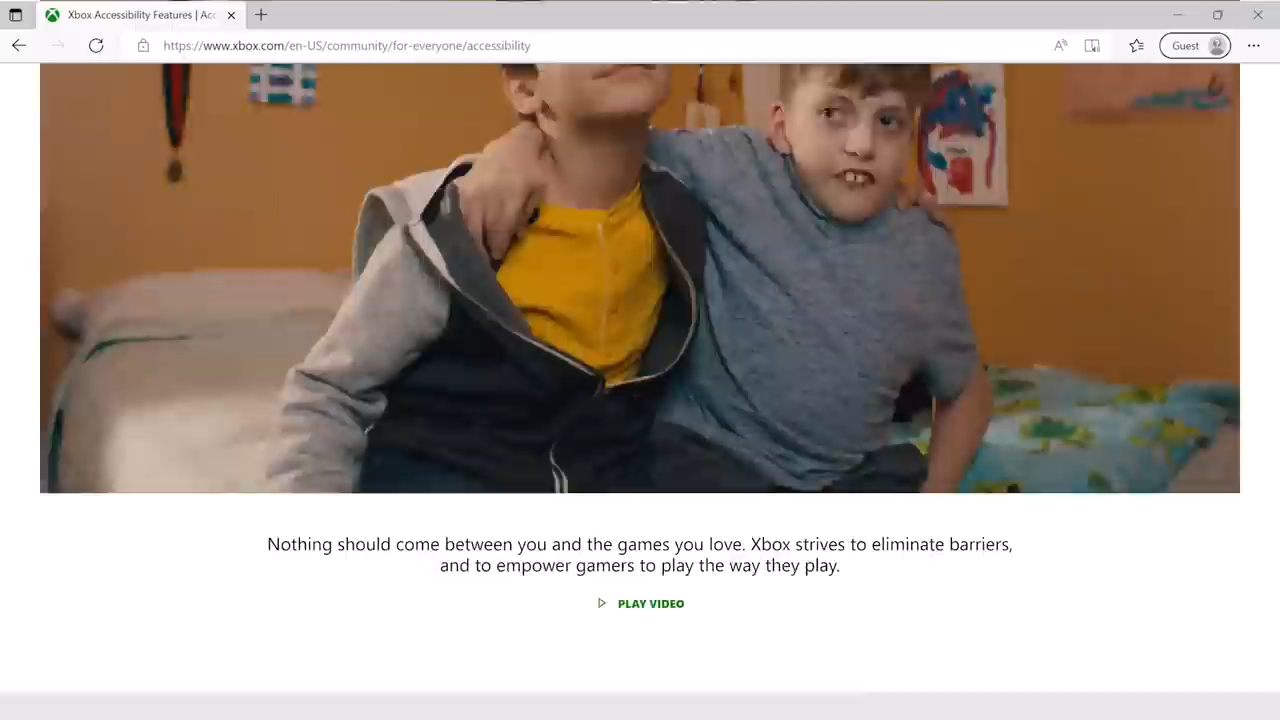 Xbox Accessibility Features | Acc
https://www.xbox.com/en-US/community/for-everyone/accessibility
Guest
Nothing should come between you and the games you love. Xbox strives to eliminate barriers,
and to empower gamers to play the way they play.
PLAY VIDEO